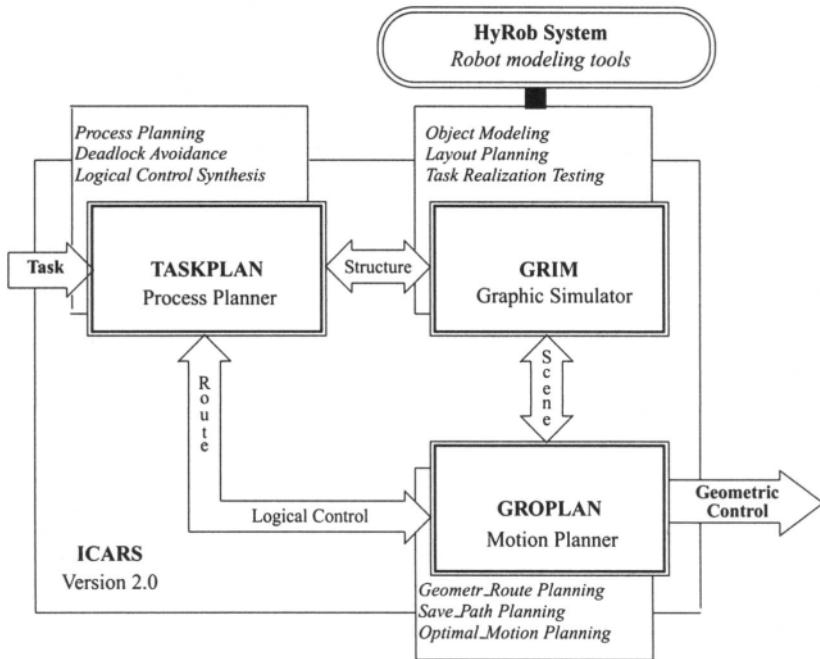 HyRob System
Robot modeling tools
Process Planning
Deadlock Avoidance
Logical Control Synthesis
Object Modeling
Layout Planning
Task Realization Testing
Task
TASKPLAN
Process Planner
Structure
GRIM
Graphic Simulator
Route
Scene
Logical Control
GROPLAN
Motion Planner
Geometric
Control
ICARS
Version 2.0
Geometr_Route Planning
Save_Path Planning
Optimal_Motion Planning